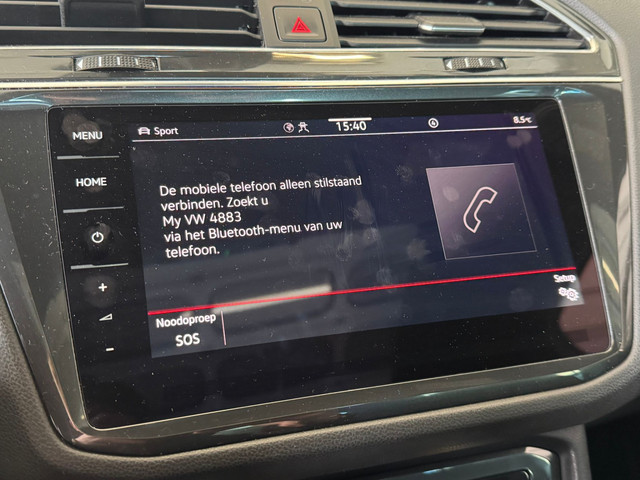 MENU
Sport
15:40
8.5°C
HOME
De mobiele telefoon alleen stilstaand
verbinden. Zoekt u
My VW 4883
via het Bluetooth-menu van uw
telefoon.
+
-
Setup
Noodoproep
SOS